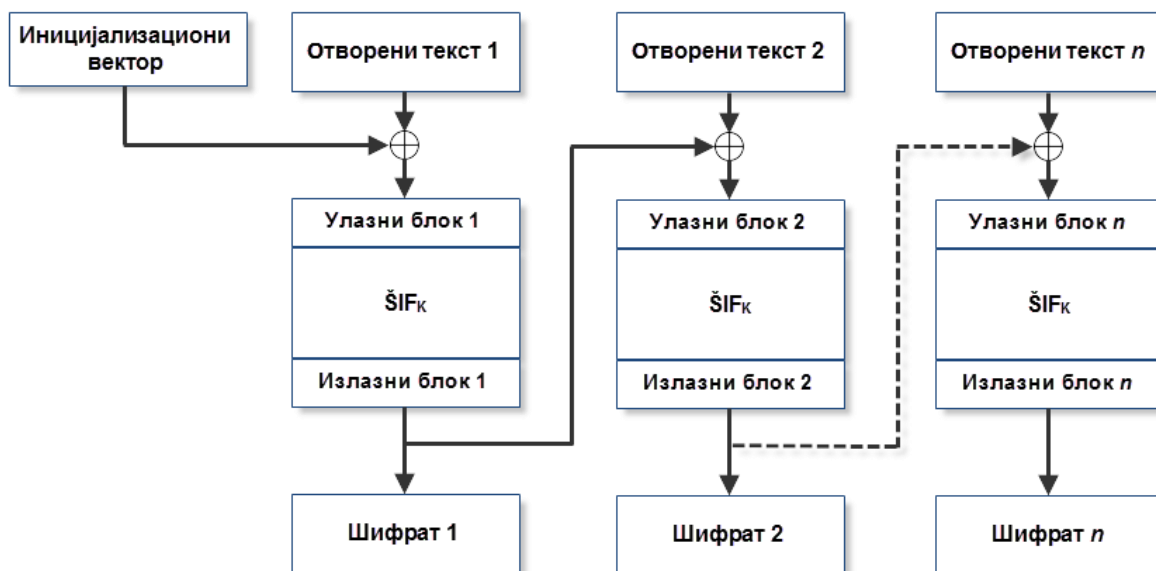 Иницијализациони
вектор
Отворени текст 1
Отворени текст 2
Отворени текст n
Улазни блок 1
Улазни блок 2
Улазни блок n
ŠIFK
ŠIFK
ŠIFK
Излазни блок 1
Излазни блок 2
Излазни блок n
Шифрат 1
Шифрат 2
Шифрат n